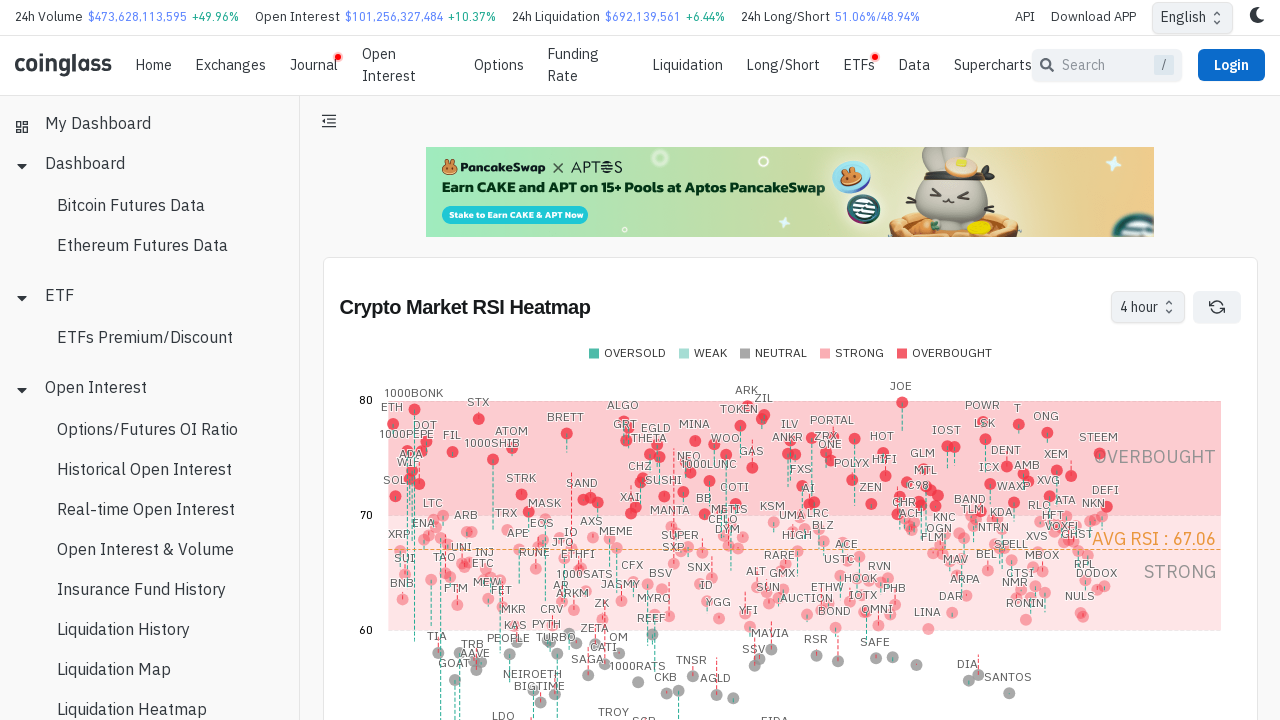 24h Volume $473,628,113,595 +49.96% Open Interest $101,256,327,484 +10.37% 24h Liquidation $692,139,561 +6.44% 24h Long/Short 51.06%/48.94% API Download APP English
coinglass Home Exchanges Journal Open Interest Options Funding Rate Liquidation Long/Short ETFs Data Supercharts Search / Login
My Dashboard
Dashboard
Bitcoin Futures Data
Ethereum Futures Data
ETF
ETFs Premium/Discount
Open Interest
Options/Futures OI Ratio
Historical Open Interest
Real-time Open Interest
Open Interest & Volume
Insurance Fund History
Liquidation History
Liquidation Map
Liquidation Heatmap
PancakeSwap X APTOS
Earn CAKE and APT on 15+ Pools at Aptos PancakeSwap
Stake to Earn CAKE & APT Now
Crypto Market RSI Heatmap
4 hour
OVERSOLD WEAK NEUTRAL STRONG OVERBOUGHT
80
70
60
1000BONK
ARK
JOE
ETH
STX
ALGO
TOKEN
ZIL
POWR
T
DOT
BRETT
GRT
EGLD
MINA
ILV
PORTAL
LSK
ONG
1000PEPE
FIL
ATOM
1000SHIB
THETA
WOO
ANKR
ZRX
ONE
HOT
IOST
STEEM
ADA
WIF
NEO
GAS
GLM
DENT
XEM
OVERBOUGHT
CHZ
1000LUNC
FXS
POLYX
HIFI
MTL
ICX
AMB
SOL
STRK
SAND
SUSHI
COTI
AI
ZEN
C98
WAXP
XVG
DEFI
LTC
MASK
XAI
BB
KSM
CHR
BAND
RLC
ATA
NKN
ENA
ARB
TRX
EOS
AXS
MANTA
METIS
CELO
UMA
LRC
BLZ
ACH
KNC
TLM
KDA
HFT
XRP
APE
IO
MEME
SUPER
DYM
HIGH
OGN
FLM
NTRN
XVS
VOXEL
GHST
AVG RSI : 67.06
SUI
TAO
UNI
INJ
RUNE
JTO
ETHFI
SXP
RARE
ACE
USTC
MAV
BEL
SPELL
MBOX
ETC
CFX
BSV
SNX
ALT
GMX
RVN
CTSI
RPL
DODOX
STRONG
BNB
FTM
MEW
FET
AR
1000SATS
JASMY
ID
SUN
ETHW
HOOK
PHB
ARPA
NMR
MKR
CRV
ARKM
ZK
MYRO
YGG
YFI
AUCTION
BOND
IOTX
OMNI
LINA
DAR
RONIN
NULS
TIA
KAS
PYTH
ZETA
REEF
MAVIA
RSR
SAFE
TRB
AAVE
PEOPLE
TURBO
OM
CATI
SSV
GOAT
NEIROETH
SAGA
1000RATS
TNSR
DIA
SANTOS
BIGTIME
CKB
AGLD
LDO
TROY